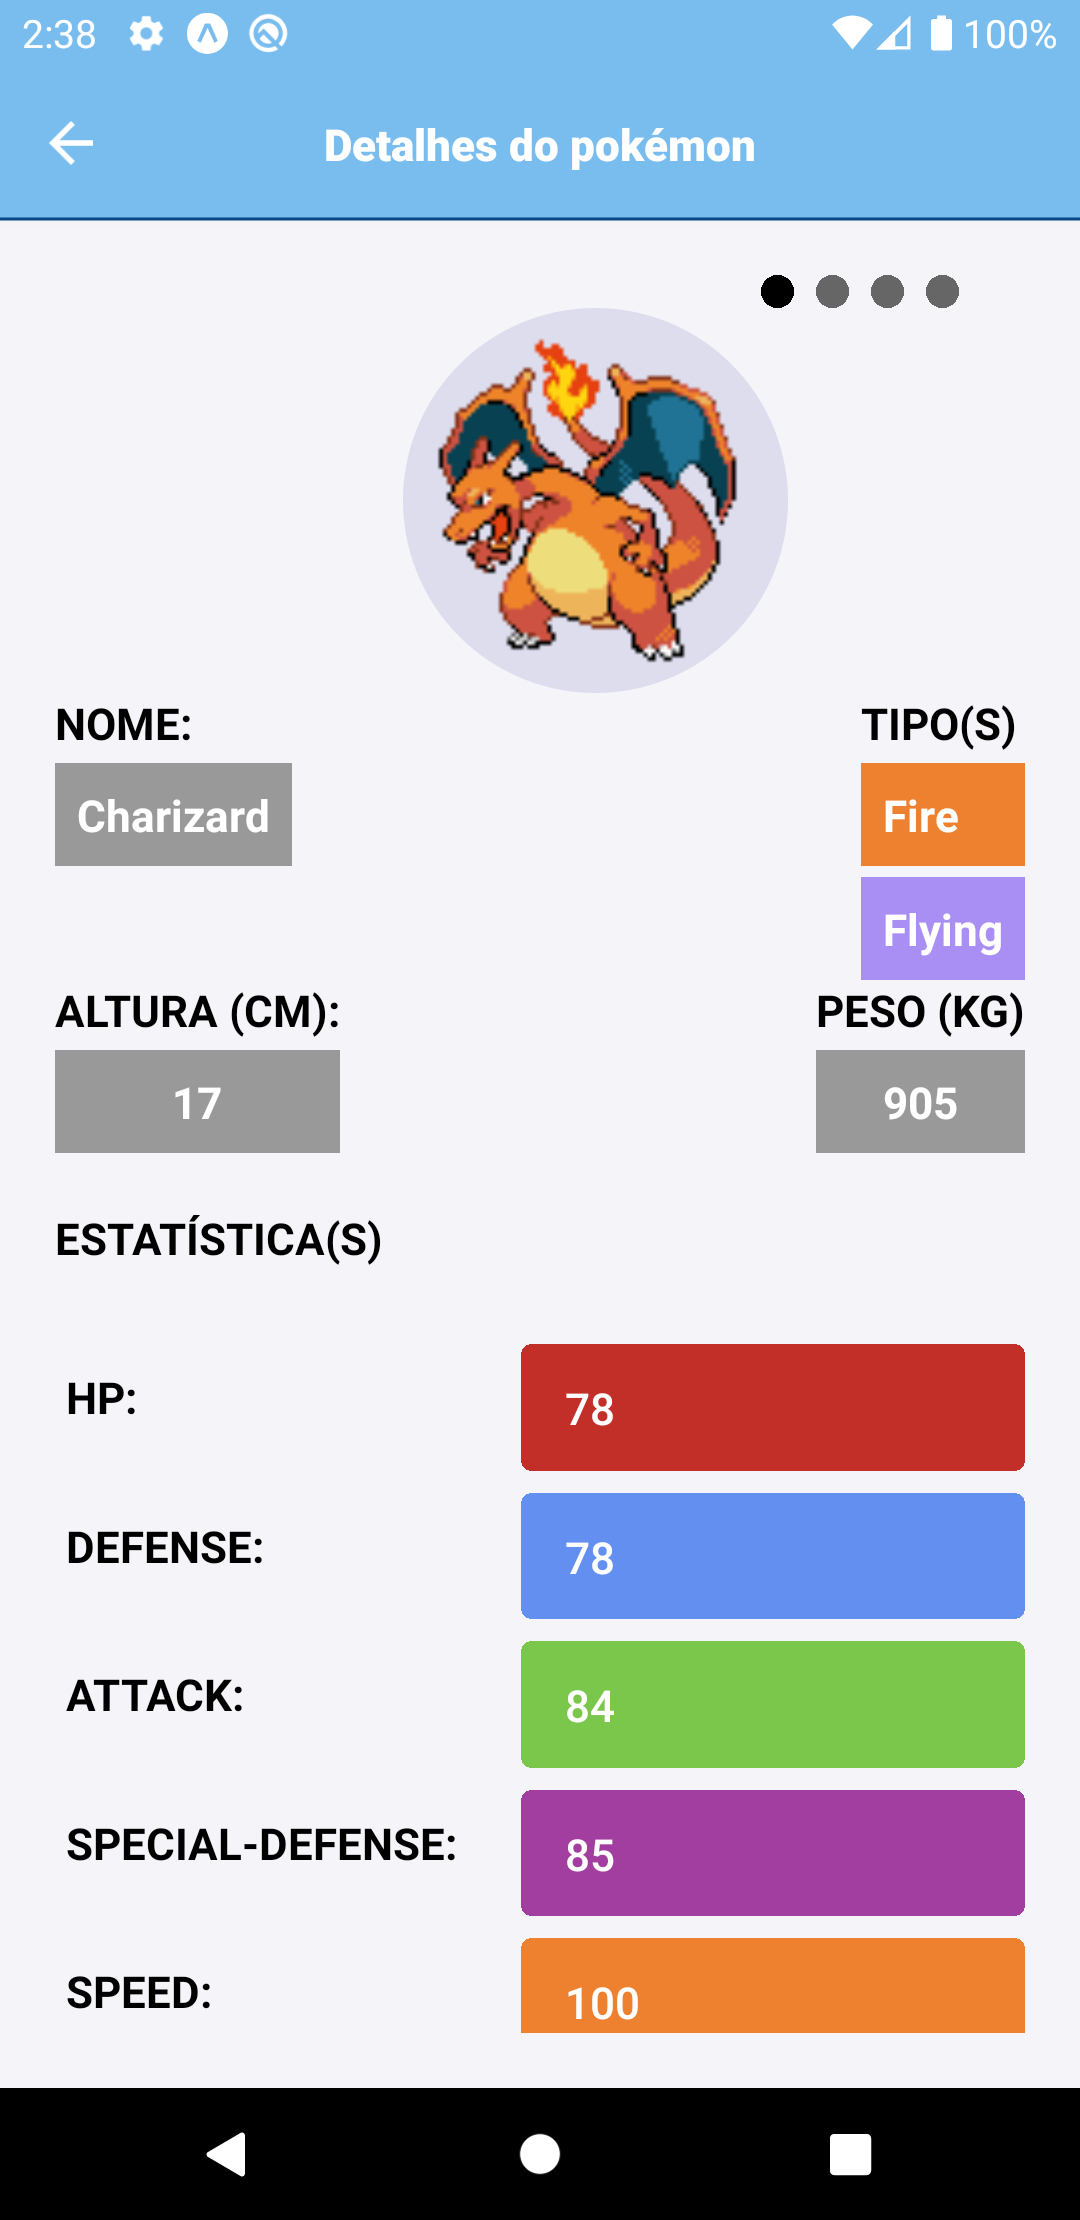 2:38 100%
Detalhes do pokémon
NOME: TIPO(S)
Charizard Fire
Flying
ALTURA (CM): PESO (KG)
17 905
ESTATÍSTICA(S)
HP: 78
DEFENSE: 78
ATTACK: 84
SPECIAL-DEFENSE: 85
SPEED: 100